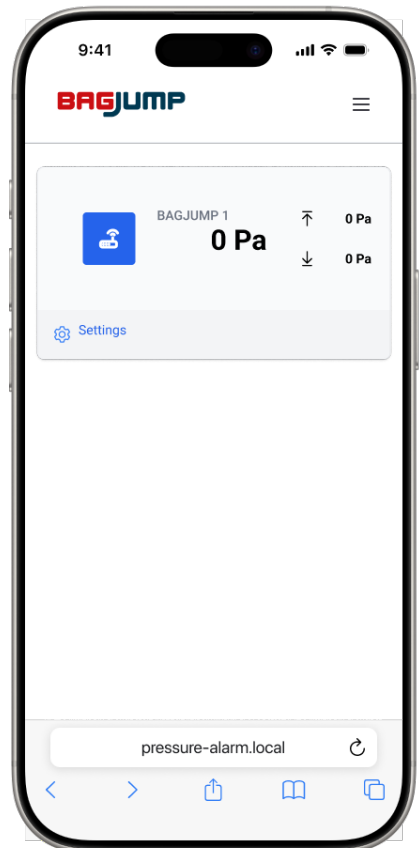 9:41
BAGJUMP
BAGJUMP 1
0 Pa
0 Pa
0 Pa
Settings
pressure-alarm.local